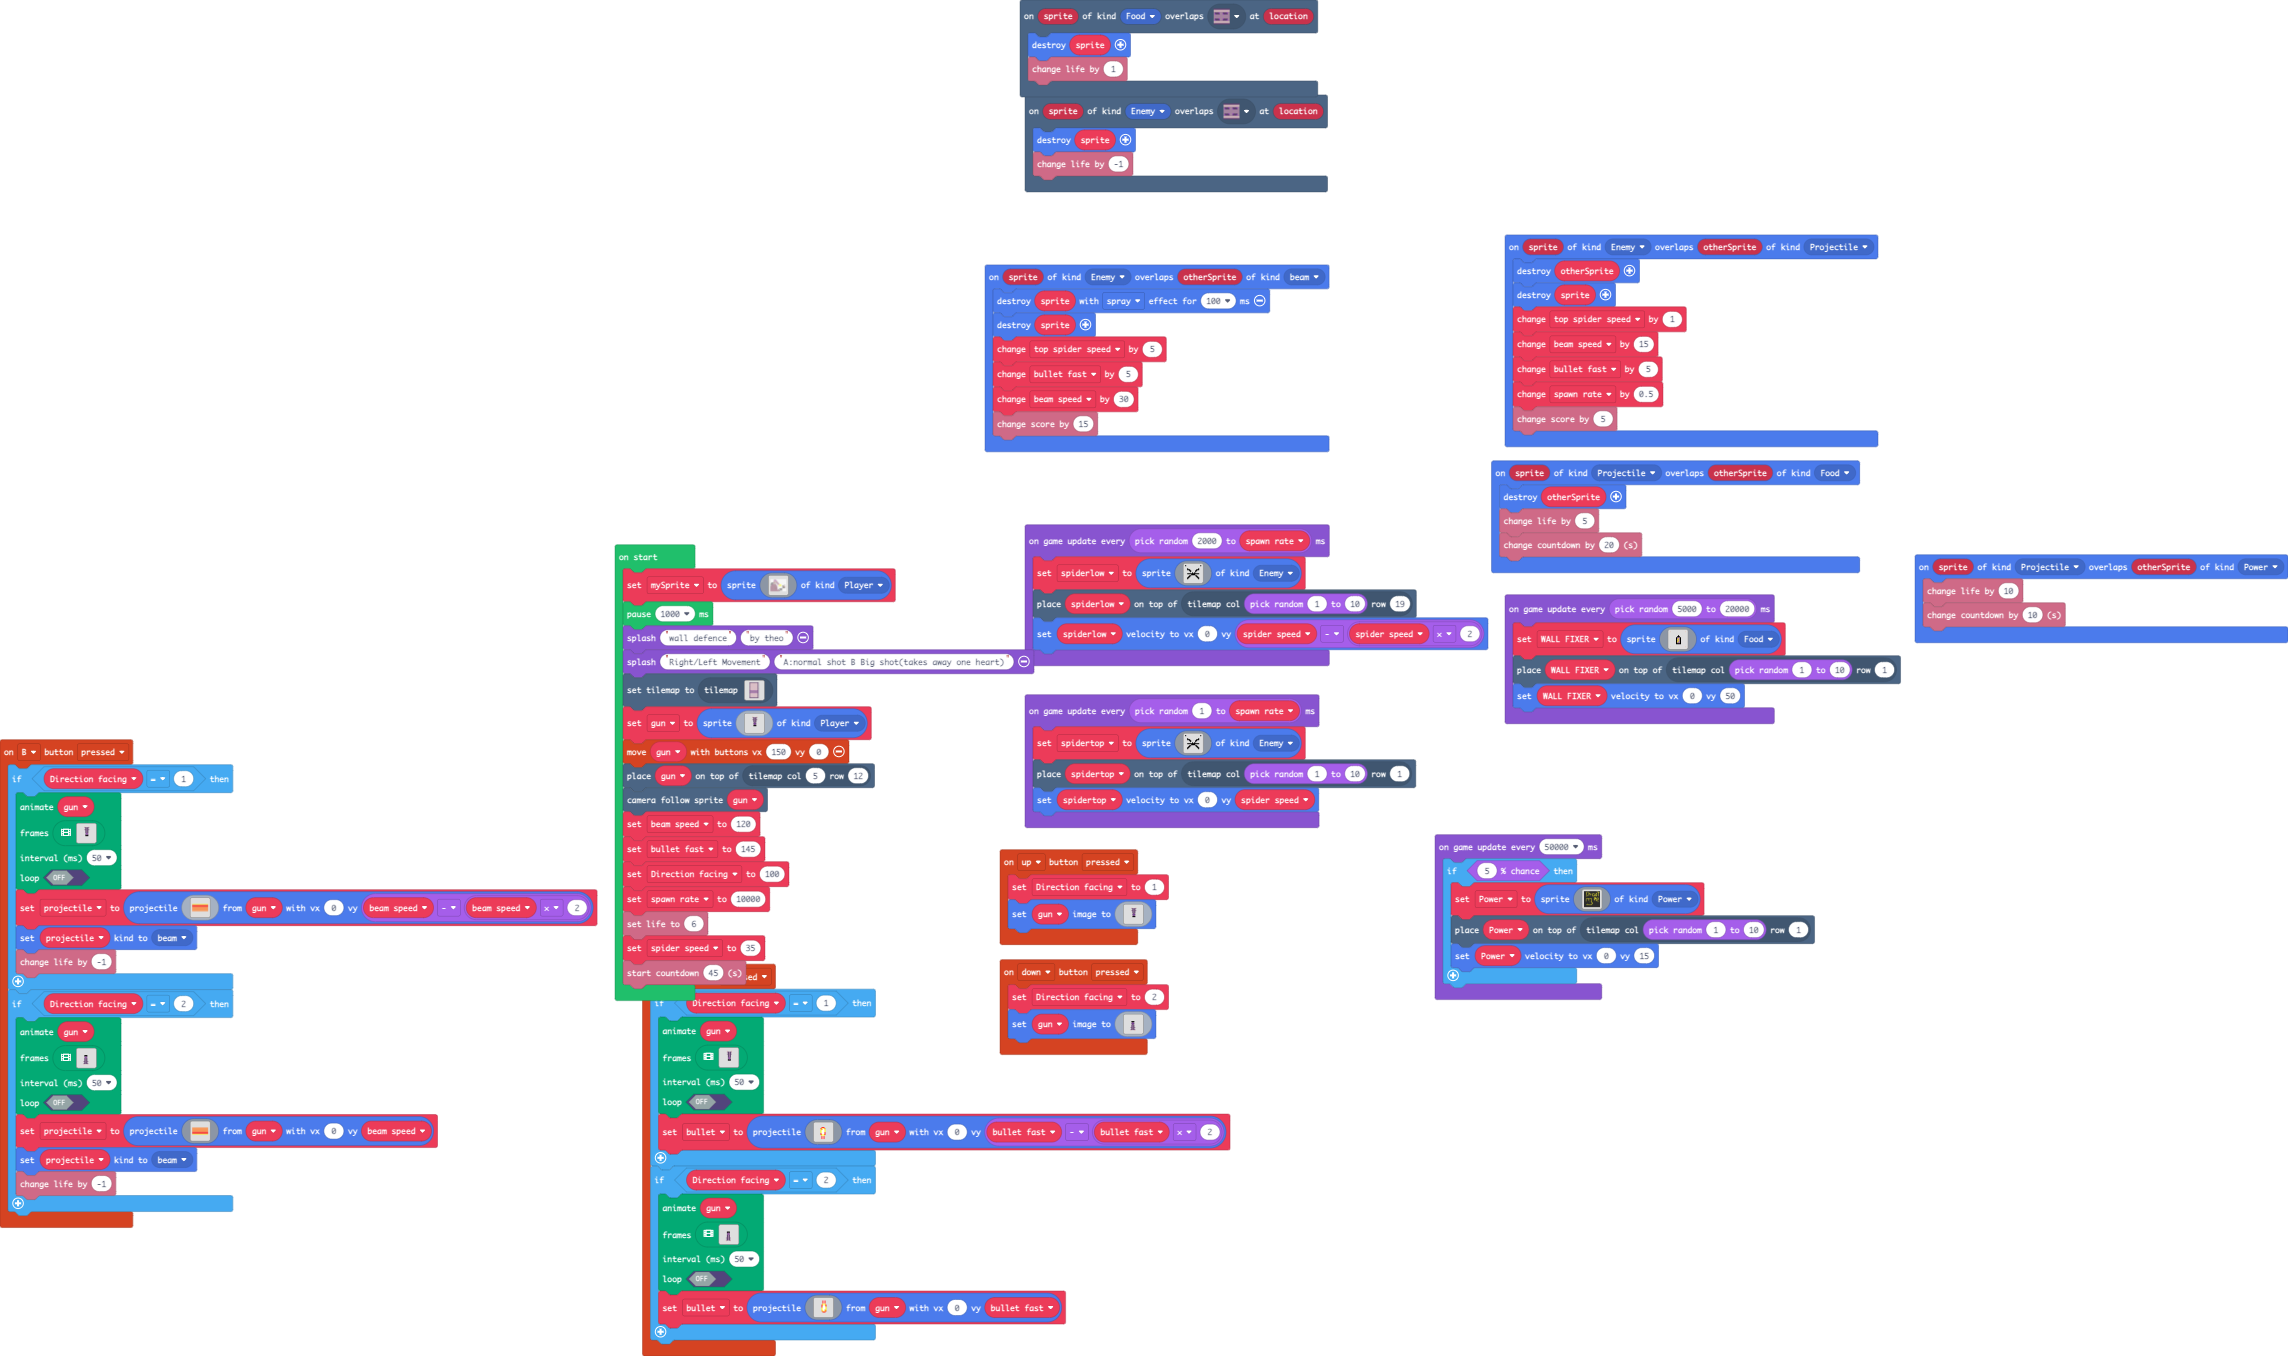 on sprite of kind Food overlaps at location
destroy sprite
change life by 1
on sprite of kind Enemy overlaps at location
destroy sprite
change life by -1
on sprite of kind Enemy overlaps otherSprite of kind beam
destroy sprite with spray effect for 100 ms
destroy sprite
change top spider speed by 5
change bullet fast by 5
change beam speed by 30
change score by 15
on sprite of kind Enemy overlaps otherSprite of kind Projectile
destroy otherSprite
destroy sprite
change top spider speed by 1
change beam speed by 15
change bullet fast by 5
change spawn rate by 0.5
change score by 5
on sprite of kind Projectile overlaps otherSprite of kind Food
destroy otherSprite
change life by 5
change countdown by 20 (s)
on sprite of kind Projectile overlaps otherSprite of kind Power
change life by 10
change countdown by 10 (s)
on game update every pick random 5000 to 20000 ms
set WALL FIXER to sprite of kind Food
place WALL FIXER on top of tilemap col pick random 1 to 10 row 1
set WALL FIXER velocity to vx 0 vy 50
on game update every pick random 2000 to spawn rate ms
set spiderlow to sprite of kind Enemy
place spiderlow on top of tilemap col pick random 1 to 10 row 19
set spiderlow velocity to vx 0 vy spider speed - spider speed × 2
on game update every pick random 1 to spawn rate ms
set spidertop to sprite of kind Enemy
place spidertop on top of tilemap col pick random 1 to 10 row 1
set spidertop velocity to vx 0 vy spider speed
on start
set mySprite to sprite of kind Player
pause 1000 ms
splash "wall defence" "by theo"
splash "Right/Left Movement" "A:normal shot B Big shot(takes away one heart)"
set tilemap to tilemap
set gun to sprite of kind Player
move gun with buttons vx 150 vy 0
place gun on top of tilemap col 5 row 12
camera follow sprite gun
set beam speed to 120
set bullet fast to 145
set Direction facing to 100
set spawn rate to 10000
set life to 6
set spider speed to 35
start countdown 45 (s)
on up button pressed
set Direction facing to 1
set gun image to
on down button pressed
set Direction facing to 2
set gun image to
on game update every 50000 ms
if 5 % chance then
set Power to sprite of kind Power
place Power on top of tilemap col pick random 1 to 10 row 1
set Power velocity to vx 0 vy 15
on B button pressed
if Direction facing = 1 then
animate gun
frames
interval (ms) 50
loop OFF
set projectile to projectile from gun with vx 0 vy beam speed - beam speed × 2
set projectile kind to beam
change life by -1
if Direction facing = 2 then
animate gun
frames
interval (ms) 50
loop OFF
set projectile to projectile from gun with vx 0 vy beam speed
set projectile kind to beam
change life by -1
sed
if Direction facing = 1 then
animate gun
frames
interval (ms) 50
loop OFF
set bullet to projectile from gun with vx 0 vy bullet fast - bullet fast × 2
if Direction facing = 2 then
animate gun
frames
interval (ms) 50
loop OFF
set bullet to projectile from gun with vx 0 vy bullet fast